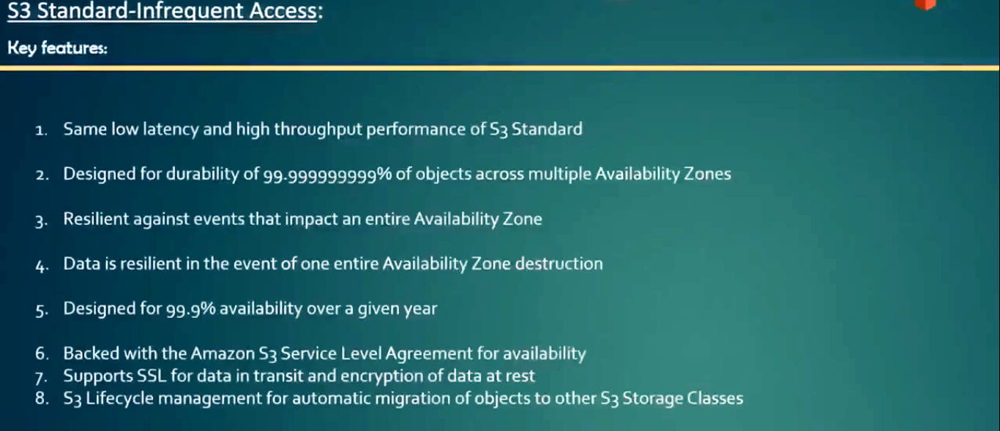 S3 Standard-Infrequent Access:
Key features:
1. Same low latency and high throughput performance of S3 Standard
2. Designed for durability of 99.999999999% of objects across multiple Availability Zones
3. Resilient against events that impact an entire Availability Zone
4. Data is resilient in the event of one entire Availability Zone destruction
5. Designed for 99.9% availability over a given year
6. Backed with the Amazon S3 Service Level Agreement for availability
7. Supports SSL for data in transit and encryption of data at rest
8. S3 Lifecycle management for automatic migration of objects to other S3 Storage Classes